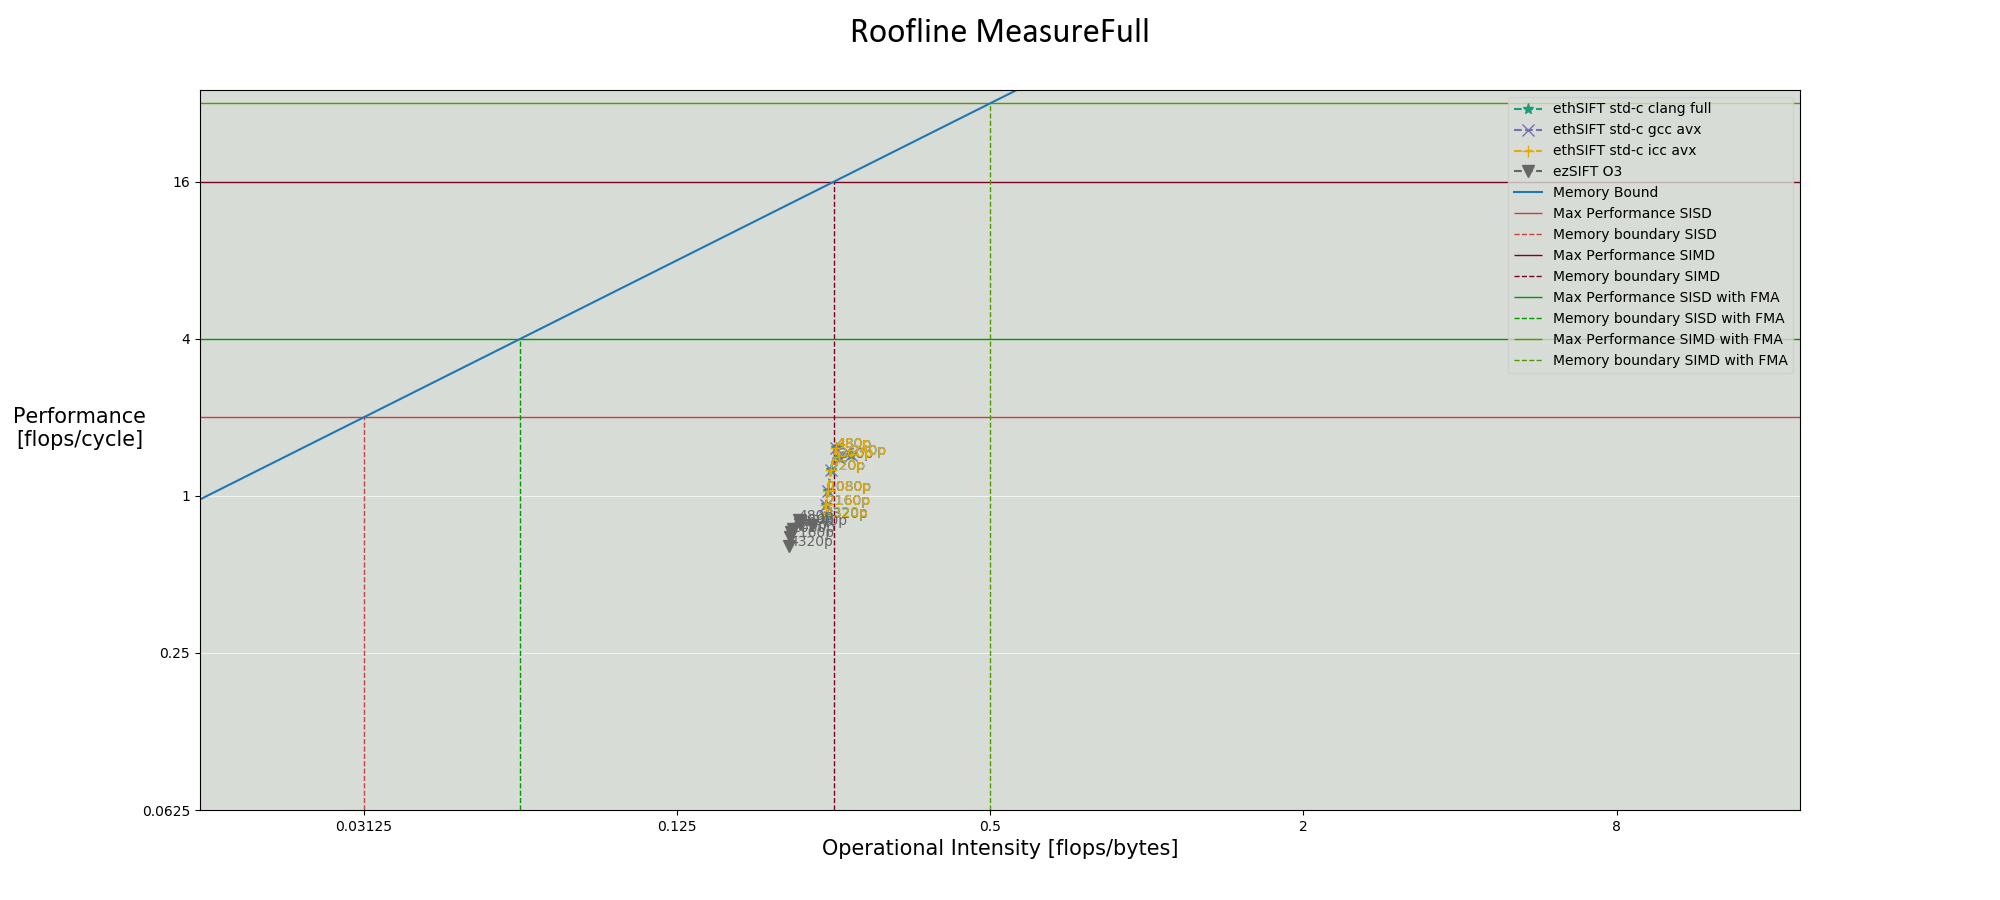 Roofline MeasureFull
ethSIFT std-c clang full
ethSIFT std-c gcc avx
ethSIFT std-c icc avx
ezSIFT O3
Memory Bound
Max Performance SISD
Memory boundary SISD
Max Performance SIMD
Memory boundary SIMD
Max Performance SISD with FMA
Memory boundary SISD with FMA
Max Performance SIMD with FMA
Memory boundary SIMD with FMA
16
4
1
0.25
0.0625
Performance
[flops/cycle]
480p
720p
1080p
2160p
4320p
480p
2160p
4320p
0.03125
0.125
0.5
2
8
Operational Intensity [flops/bytes]